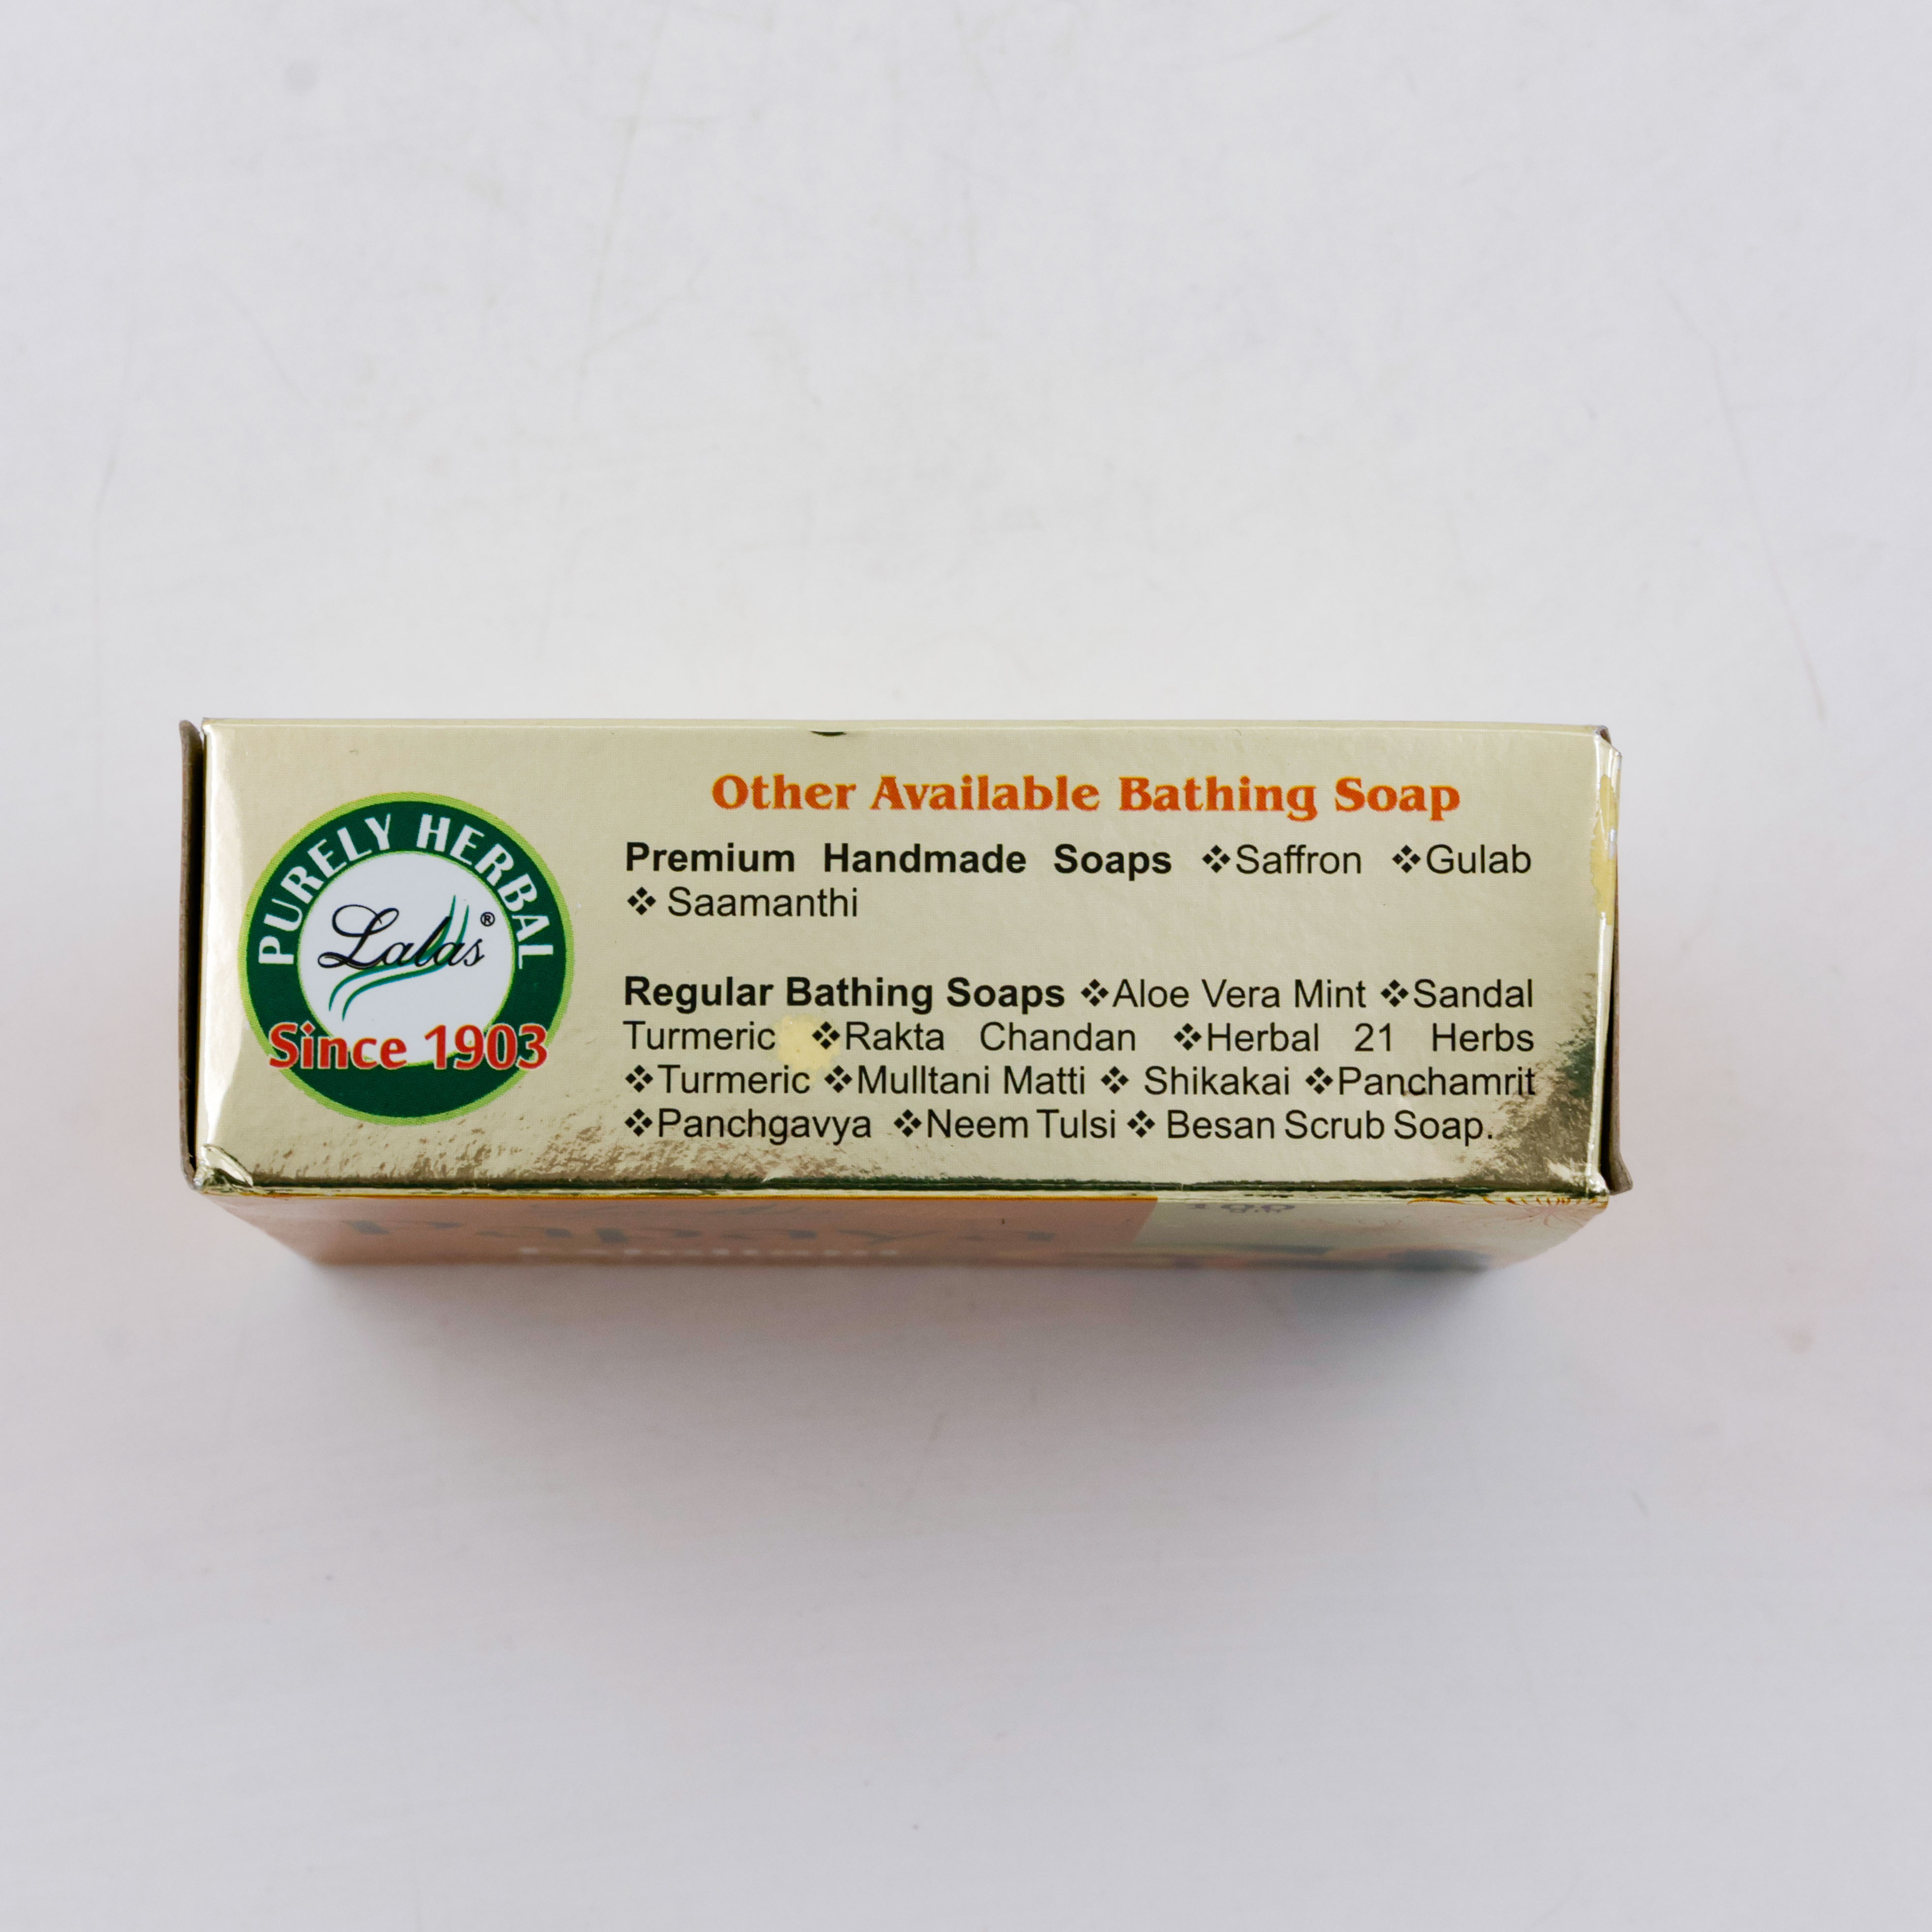 PURELY HERBAL
Lalas®
Since 1903
Other Available Bathing Soap
Premium Handmade Soaps ❖Saffron ❖Gulab
❖ Saamanthi
Regular Bathing Soaps ❖Aloe Vera Mint ❖Sandal
Turmeric ❖Rakta Chandan ❖Herbal 21 Herbs
❖Turmeric ❖Mulltani Matti ❖ Shikakai ❖Panchamrit
❖Panchgavya ❖Neem Tulsi ❖ Besan Scrub Soap.
Papaya